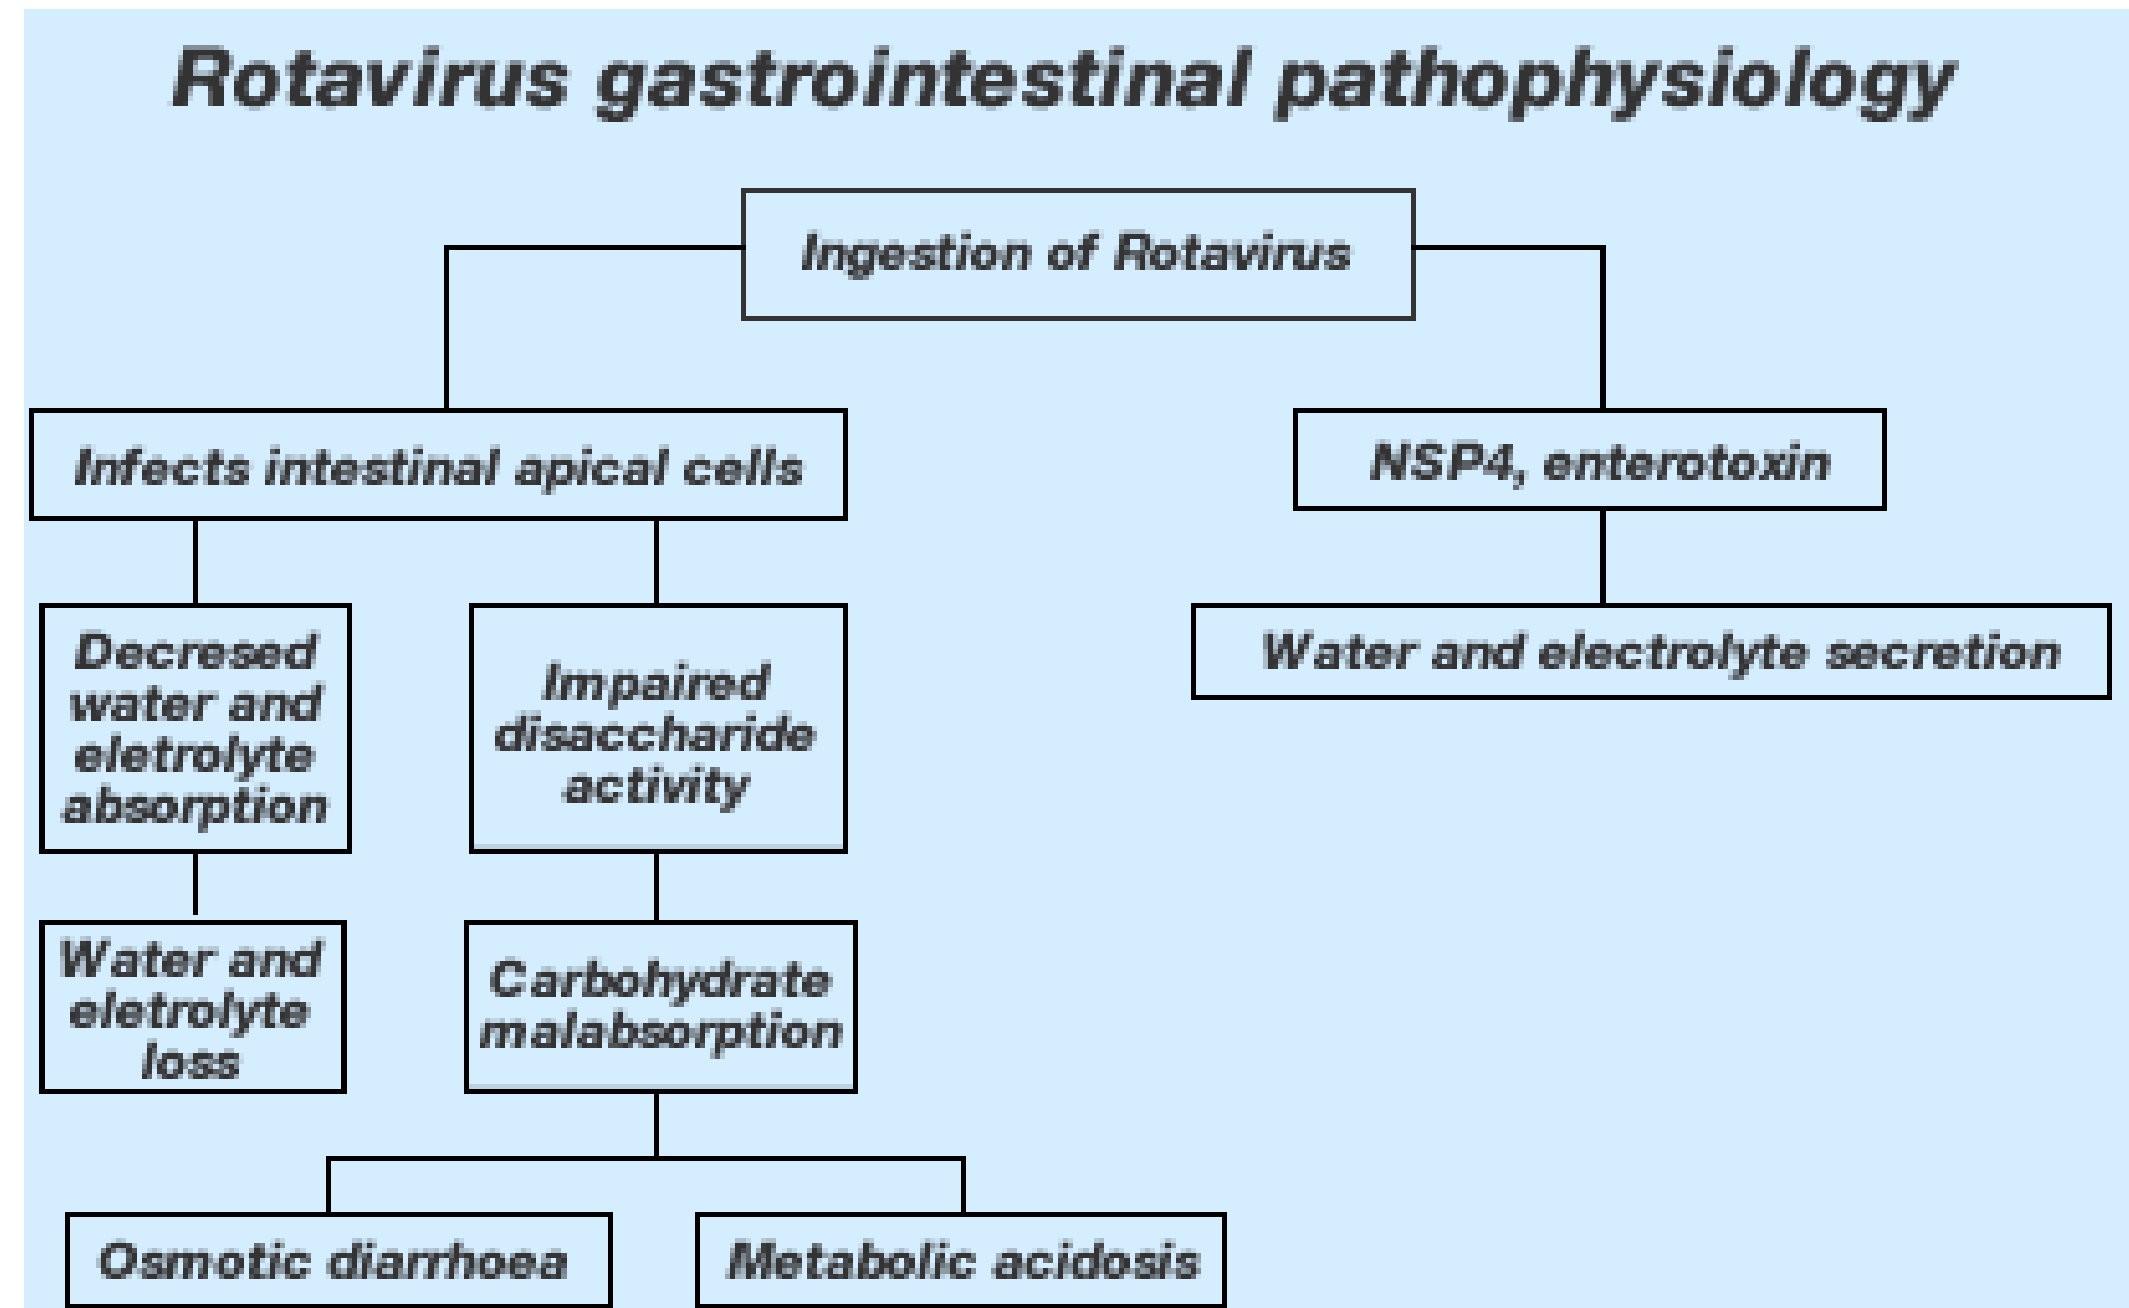 Rotavirus gastrointestinal pathophysiology
Ingestion of Rotavirus
Infects intestinal apical cells
NSP4, enterotoxin
Decresed
water and
eletrolyte
absorption
Impaired
disaccharide
activity
Water and electrolyte secretion
Water and
eletrolyte
loss
Carbohydrate
malabsorption
Osmotic diarrhoea
Metabolic acidosis